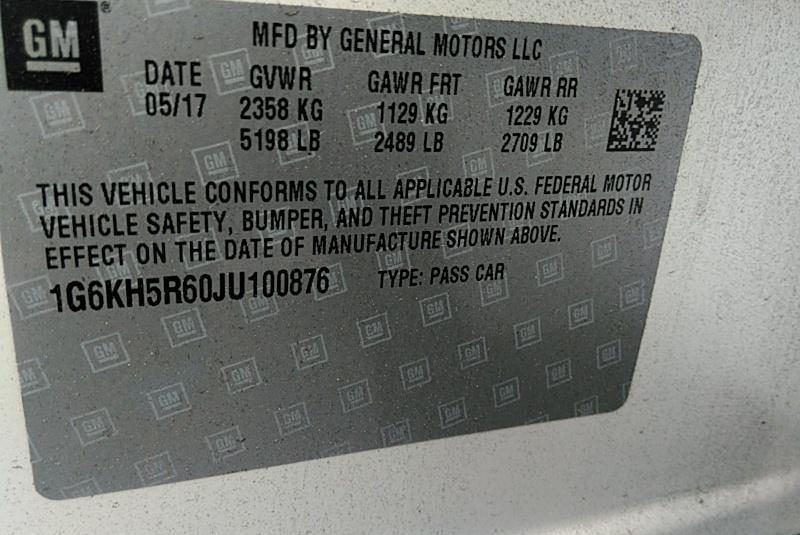 GM
MFD BY GENERAL MOTORS LLC
DATE GVWR GAWR FRT GAWR RR
05/17 2358 KG 1129 KG 1229 KG
5198 LB 2489 LB 2709 LB
THIS VEHICLE CONFORMS TO ALL APPLICABLE U.S. FEDERAL MOTOR
VEHICLE SAFETY, BUMPER, AND THEFT PREVENTION STANDARDS IN
EFFECT ON THE DATE OF MANUFACTURE SHOWN ABOVE.
1G6KH5R60JU100876 TYPE: PASS CAR